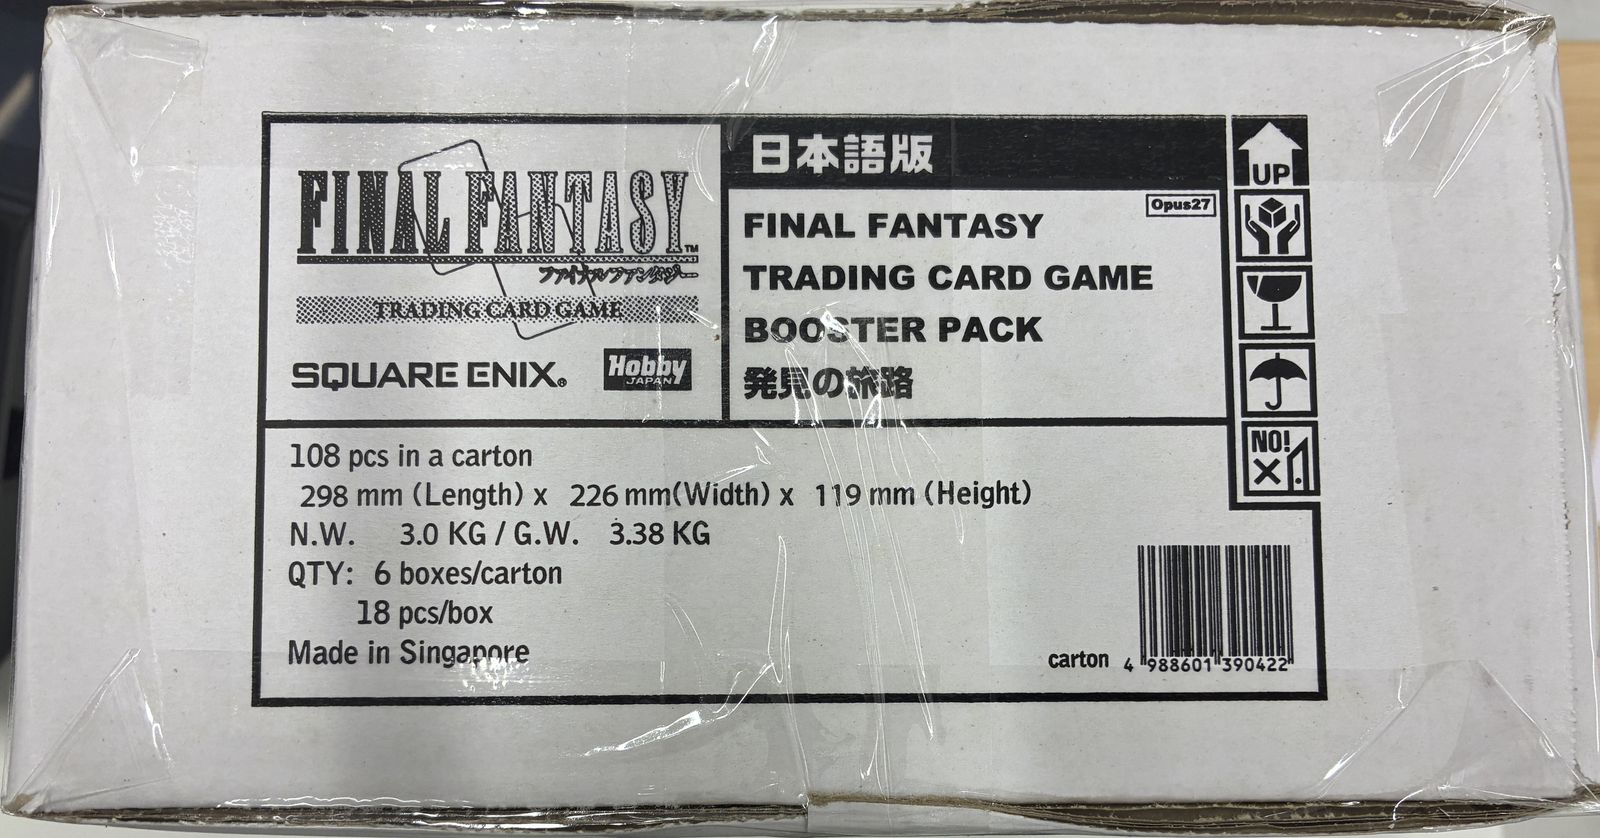 FINAL FANTASY™
ファイナルファンタジー
TRADING CARD GAME
SQUARE ENIX®
Hobby
JAPAN
日本語版
Opus27
FINAL FANTASY
TRADING CARD GAME
BOOSTER PACK
発見の旅路
UP
NO!
108 pcs in a carton
298 mm (Length) x 226 mm(Width) x 119 mm (Height)
N.W. 3.0 KG / G.W. 3.38 KG
QTY: 6 boxes/carton
18 pcs/box
Made in Singapore
carton 4 988601 390422